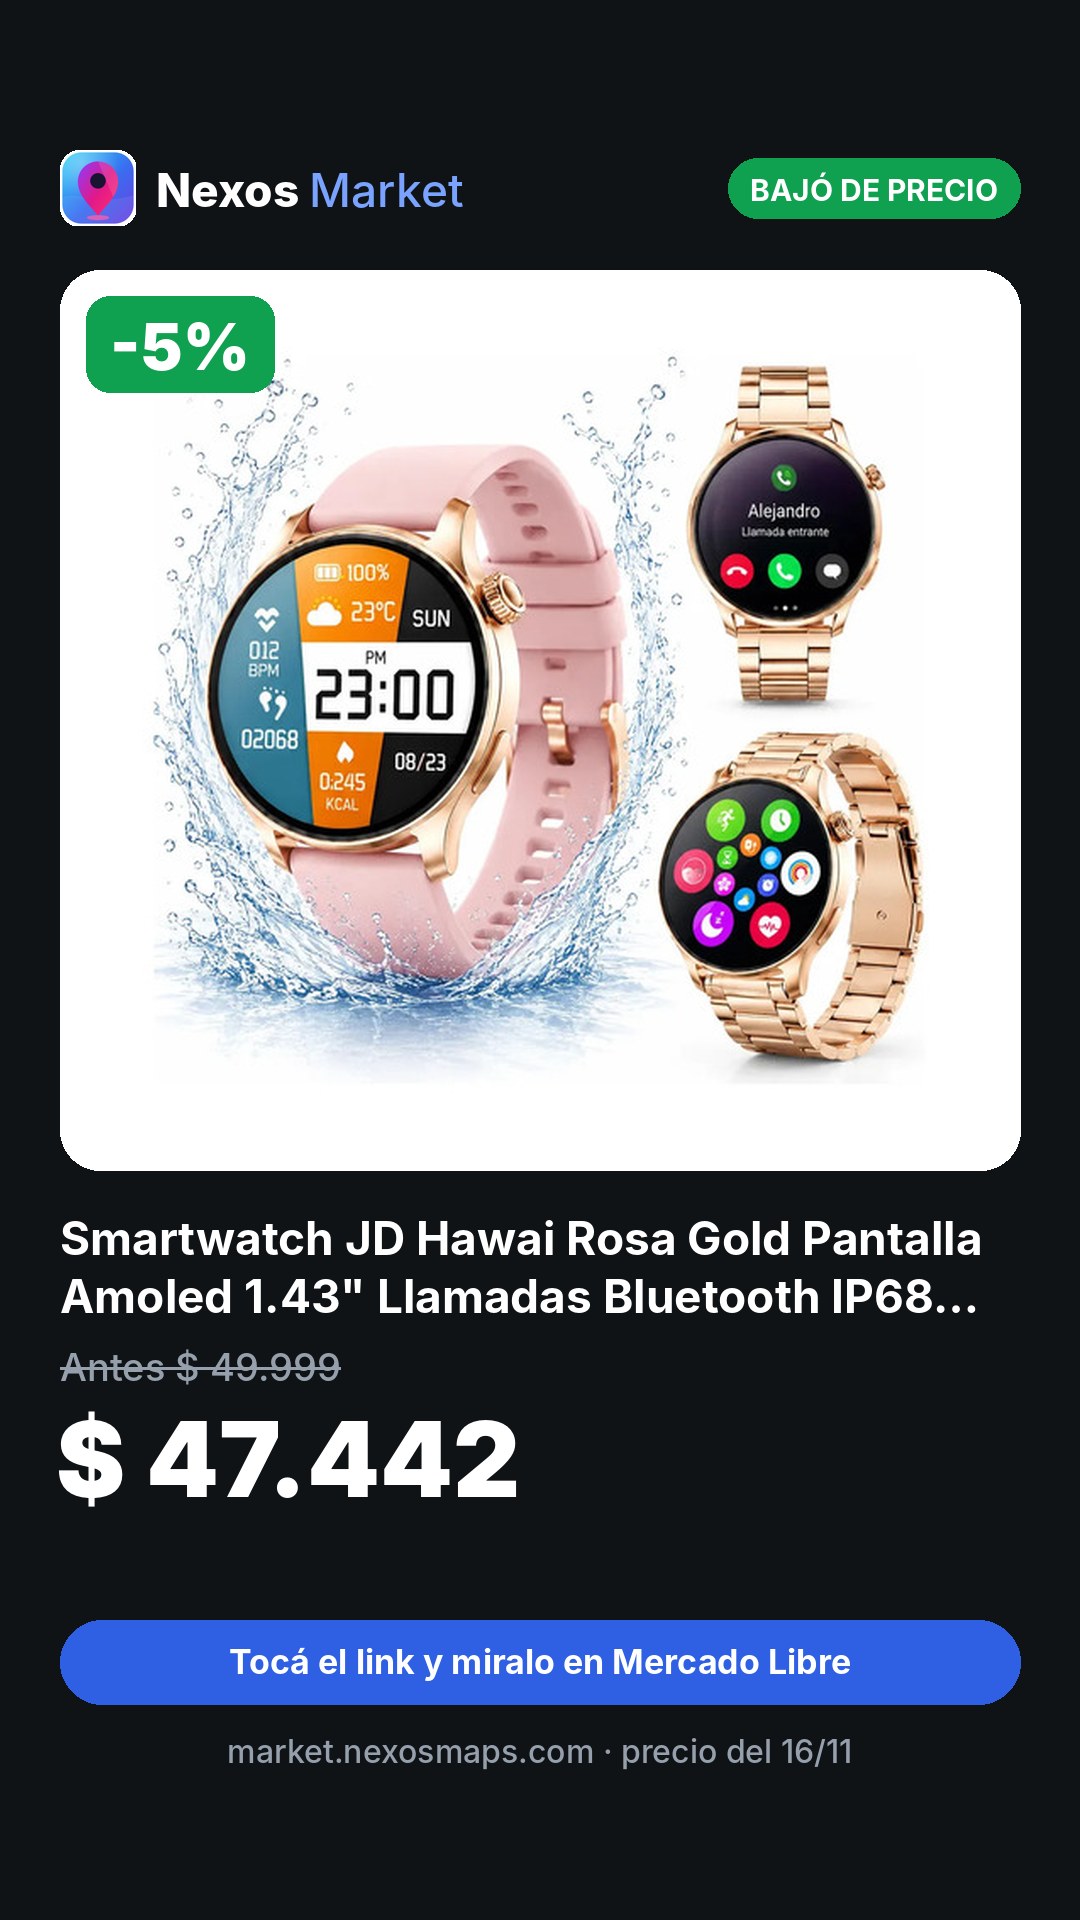 Nexos Market
BAJÓ DE PRECIO
-5%
100%
23°C
SUN
012
BPM
PM
23:00
02068
08/23
0:245
KCAL
Alejandro
Llamada entrante
Smartwatch JD Hawai Rosa Gold Pantalla
Amoled 1.43" Llamadas Bluetooth IP68...
Antes $ 49.999
$ 47.442
Tocá el link y miralo en Mercado Libre
market.nexosmaps.com · precio del 16/11